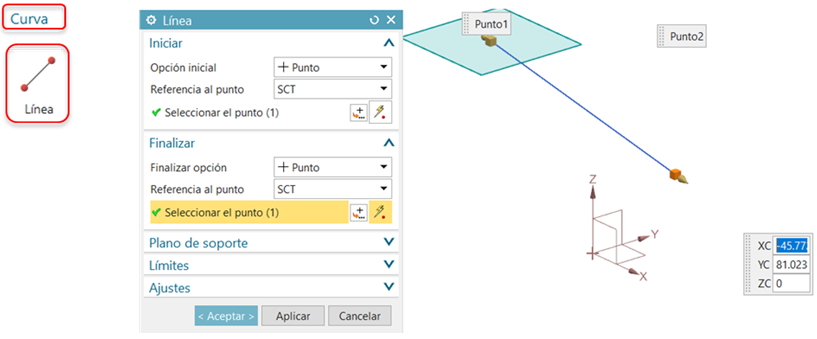 Curva
Línea
Línea
Iniciar
Opción inicial
Punto
Referencia al punto
SCT
Seleccionar el punto (1)
Finalizar
Finalizar opción
Punto
Referencia al punto
SCT
Seleccionar el punto (1)
Plano de soporte
Límites
Ajustes
< Aceptar >
Aplicar
Cancelar
Punto1
Punto2
Z
Y
X
XC -45.77
YC 81.023
ZC 0